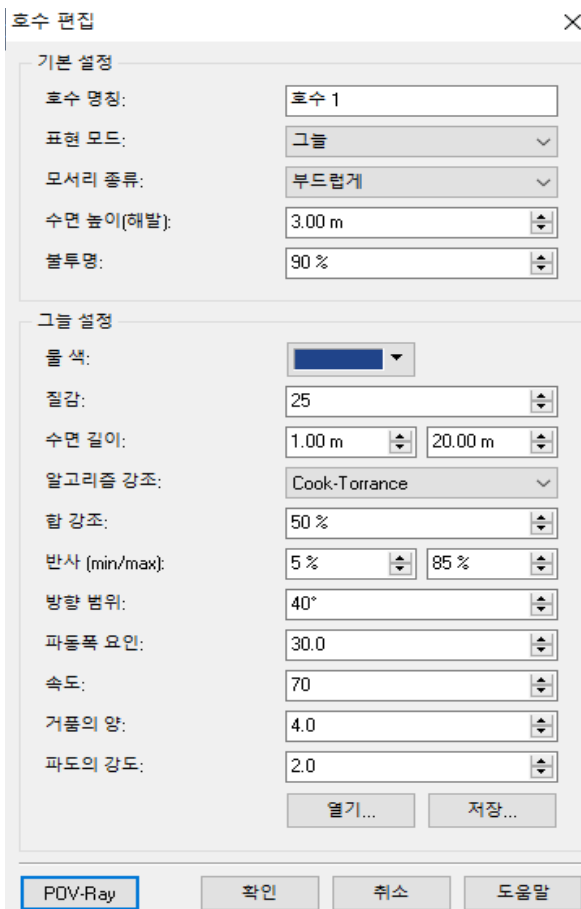 호수 편집
기본 설정
호수 명칭: 호수 1
표현 모드: 그늘
모서리 종류: 부드럽게
수면 높이(해발): 3.00 m
불투명: 90 %
그늘 설정
물 색:
질감: 25
수면 길이: 1.00 m 20.00 m
알고리즘 강조: Cook-Torrance
합 강조: 50 %
반사 (min/max): 5 % 85 %
방향 범위: 40°
파동폭 요인: 30.0
속도: 70
거품의 양: 4.0
파도의 강도: 2.0
열기... 저장...
POV-Ray 확인 취소 도움말